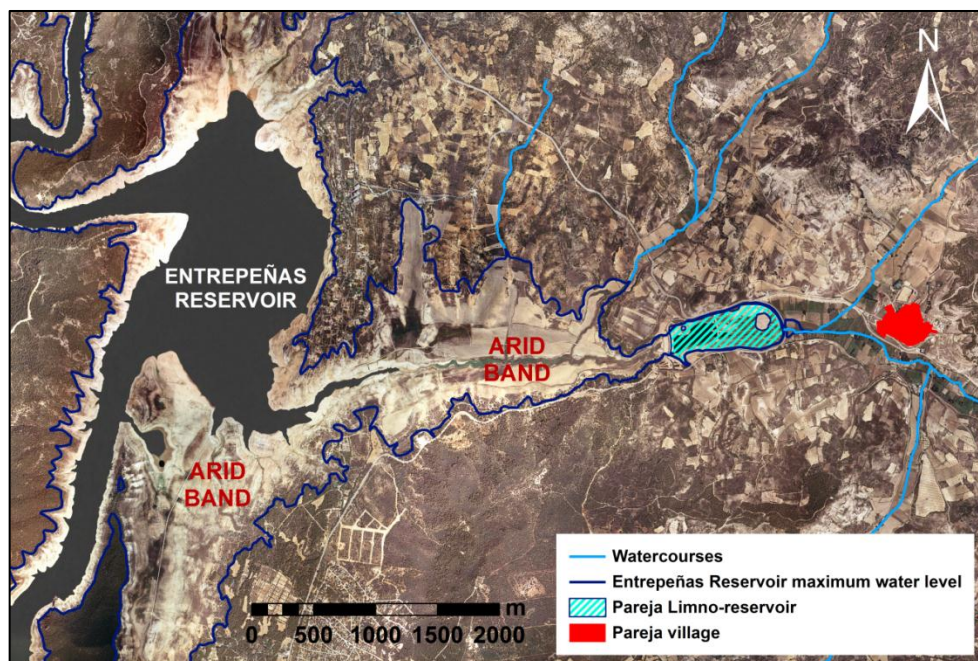 N
ENTREPEÑAS
RESERVOIR
ARID
BAND
ARID
BAND
Watercourses
Entrepeñas Reservoir maximum water level
Pareja Limno-reservoir
Pareja village
m
0 500 1000 1500 2000